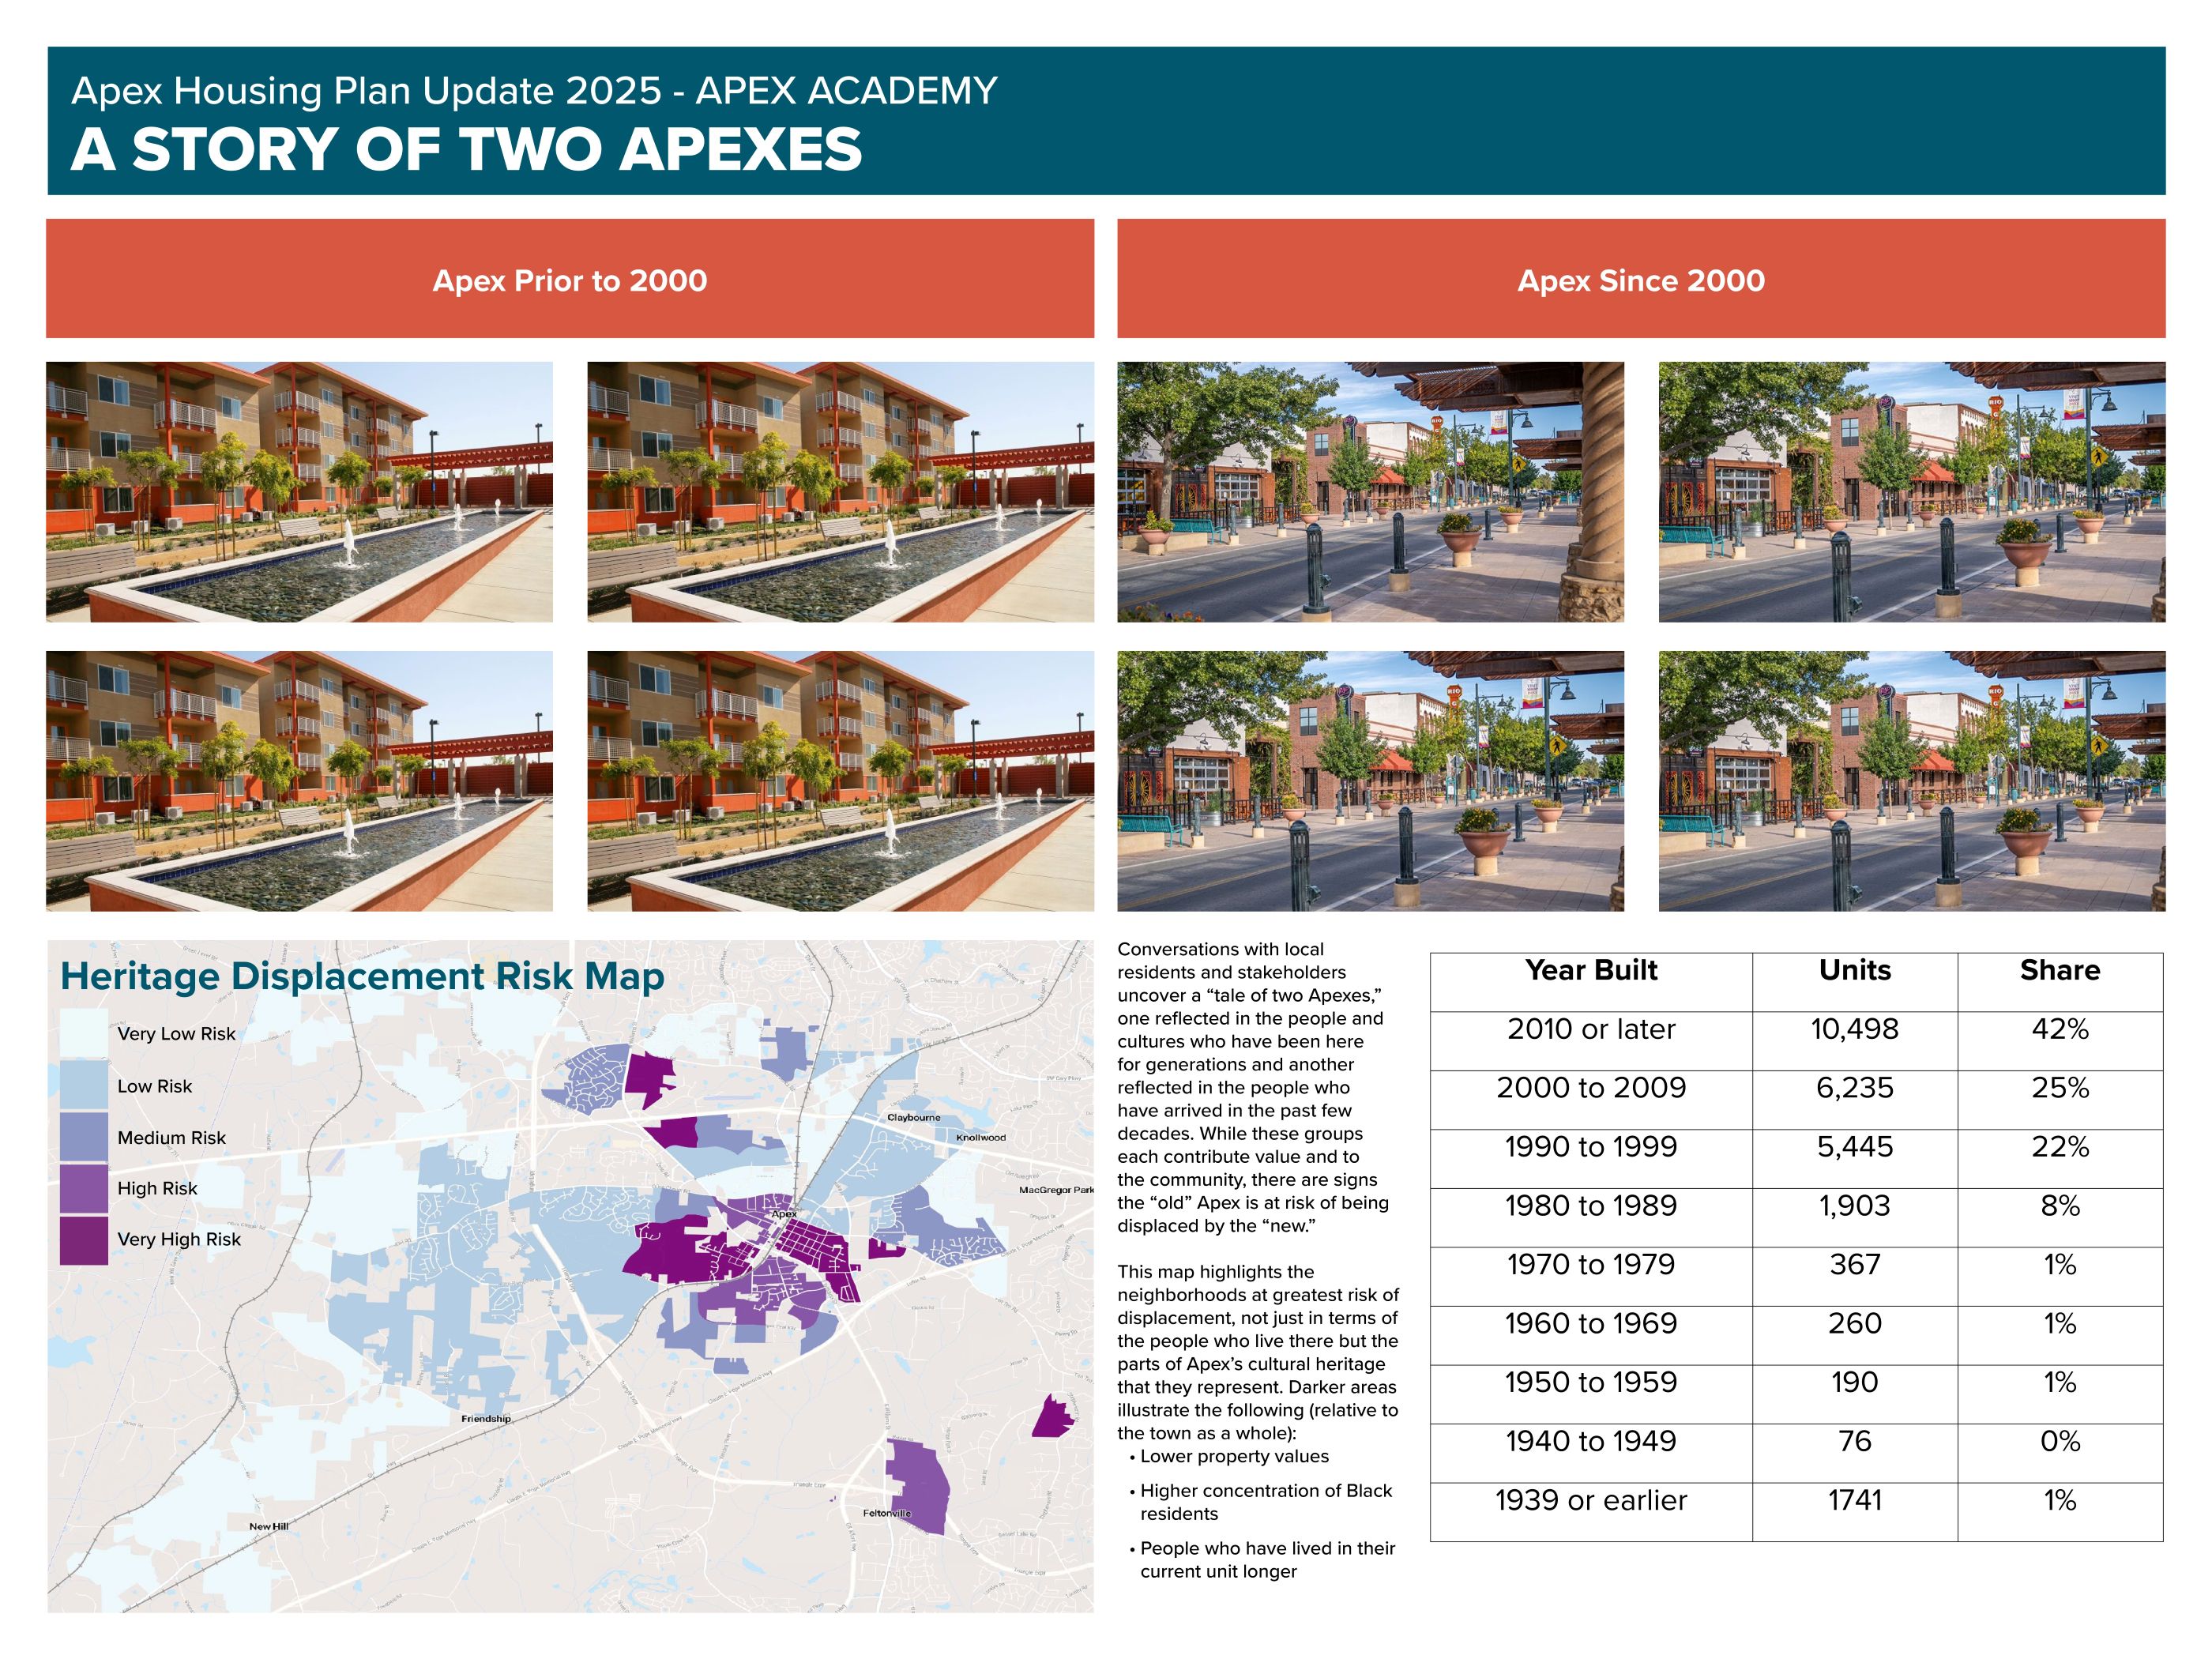 Apex Housing Plan Update 2025 - APEX ACADEMY
A STORY OF TWO APEXES
Apex Prior to 2000
Apex Since 2000
Heritage Displacement Risk Map
Very Low Risk
Low Risk
Medium Risk
High Risk
Very High Risk
Claybourne
Knollwood
MacGregor Park
Apex
Friendship
Feltonville
New Hill
Conversations with local
residents and stakeholders
uncover a “tale of two Apexes,”
one reflected in the people and
cultures who have been here
for generations and another
reflected in the people who
have arrived in the past few
decades. While these groups
each contribute value and to
the community, there are signs
the “old” Apex is at risk of being
displaced by the “new.”
This map highlights the
neighborhoods at greatest risk of
displacement, not just in terms of
the people who live there but the
parts of Apex’s cultural heritage
that they represent. Darker areas
illustrate the following (relative to
the town as a whole):
• Lower property values
• Higher concentration of Black
residents
• People who have lived in their
current unit longer
Year Built Units Share
2010 or later 10,498 42%
2000 to 2009 6,235 25%
1990 to 1999 5,445 22%
1980 to 1989 1,903 8%
1970 to 1979 367 1%
1960 to 1969 260 1%
1950 to 1959 190 1%
1940 to 1949 76 0%
1939 or earlier 1741 1%